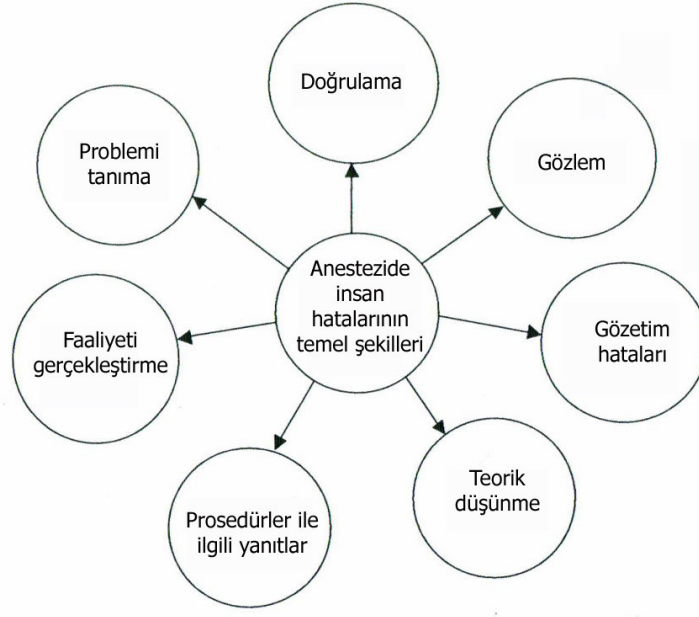 Doğrulama
Problemi
tanıma
Gözlem
Anestezide
insan
hatalarının
temel şekilleri
Faaliyeti
gerçekleştirme
Gözetim
hataları
Prosedürler ile
ilgili yanıtlar
Teorik
düşünme